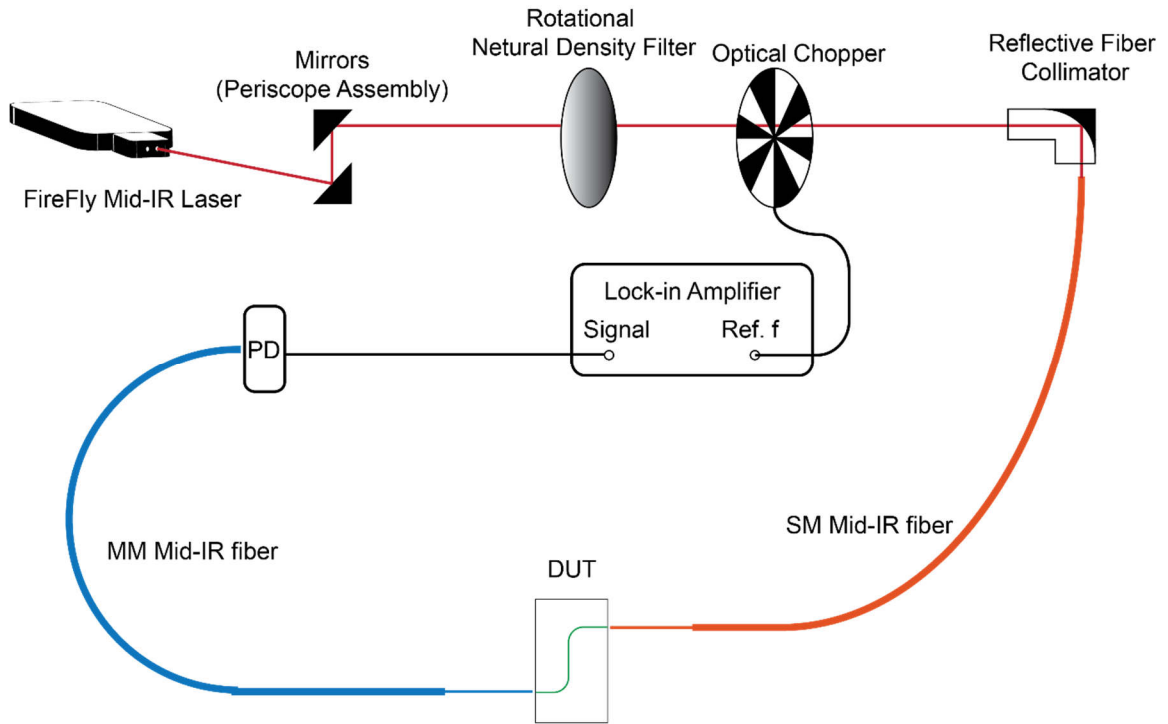 Rotational
Netural Density Filter
Optical Chopper
Reflective Fiber
Collimator
Mirrors
(Periscope Assembly)
FireFly Mid-IR Laser
Lock-in Amplifier
Signal
Ref. f
PD
MM Mid-IR fiber
SM Mid-IR fiber
DUT